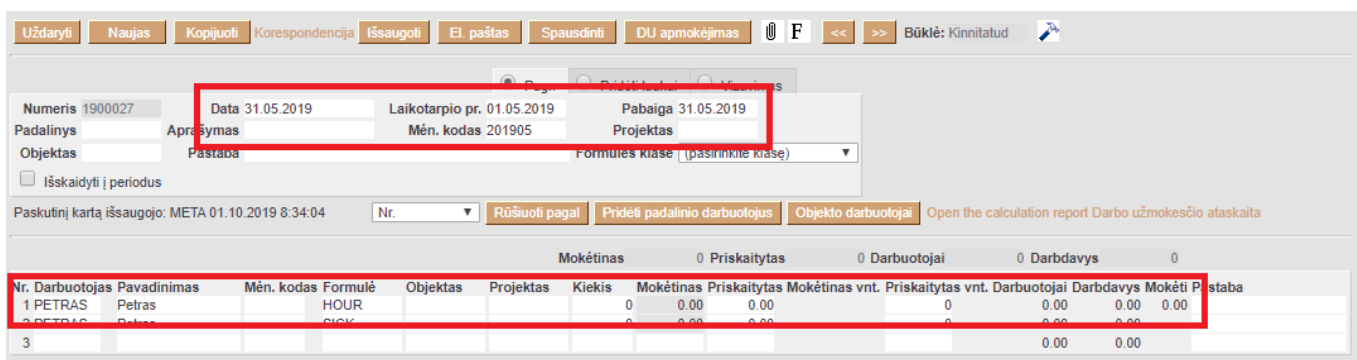 Uždaryti Naujas Kopijuoti Korespondencija Išsaugoti El. paštas Spausdinti DU apmokėjimas F << >> Būklė: Kinnitatud
Numeris 1900027 Data 31.05.2019 Laikotarpio pr. 01.05.2019 Pabaiga 31.05.2019
Padalinys Aprašymas Mėn. kodas 201905 Projektas
Objektas Pastaba Formulės klasė (pasirinkite klasę)
Išskaidyti į periodus
Paskutinį kartą išsaugojo: META 01.10.2019 8:34:04 Nr. Rūšiuoti pagal Pridėti padalinio darbuotojus Objekto darbuotojai Open the calculation report Darbo užmokesčio ataskaita
Mokėtinas 0 Priskaitytas 0 Darbuotojai 0 Darbdavys 0
Nr. Darbuotojas Pavadinimas Mėn. kodas Formulė Objektas Projektas Kiekis Mokėtinas Priskaitytas Mokėtinas vnt. Priskaitytas vnt. Darbuotojai Darbdavys Mokėti Pastaba
1 PETRAS Petras HOUR 0 0.00 0.00 0 0.00 0.00 0.00
3 0.00 0.00